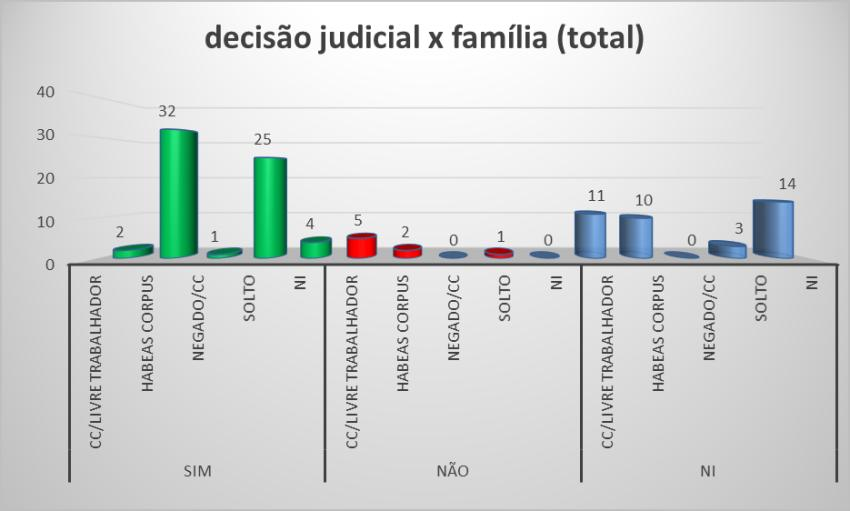 decisão judicial x família (total)
40
30
20
10
0
2
32
1
25
4
5
2
0
1
0
11
10
0
3
14
CC/LIVRE TRABALHADOR
HABEAS CORPUS
NEGADO/CC
SOLTO
NI
CC/LIVRE TRABALHADOR
HABEAS CORPUS
NEGADO/CC
SOLTO
NI
CC/LIVRE TRABALHADOR
HABEAS CORPUS
NEGADO/CC
SOLTO
NI
SIM
NÃO
NI